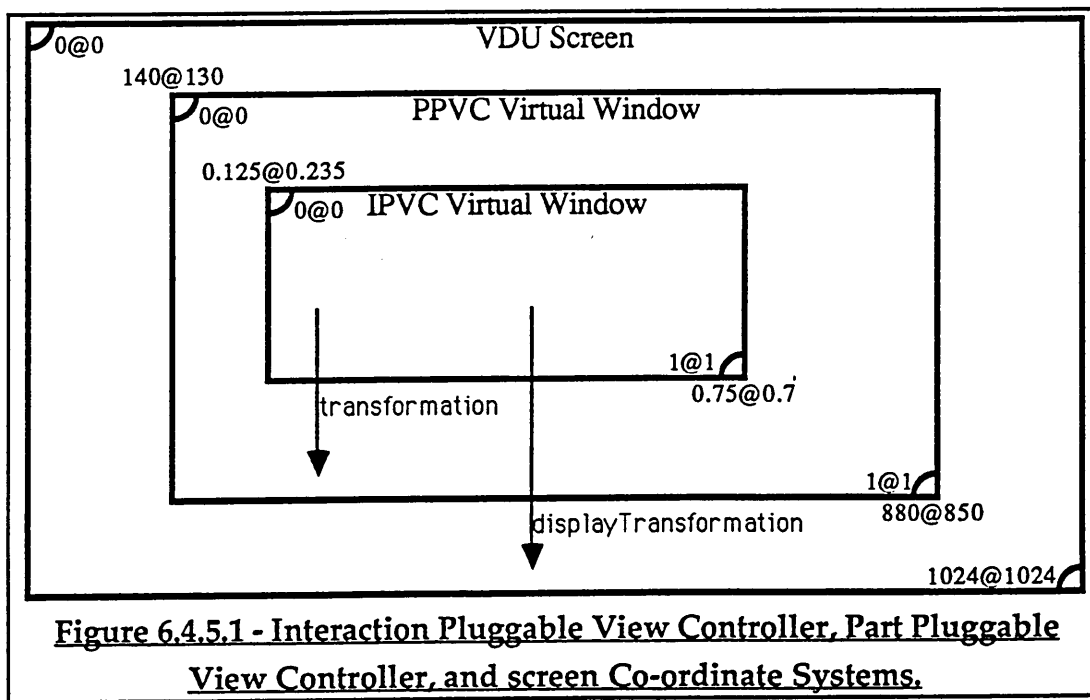 0@0
VDU Screen
140@130
0@0
PPVC Virtual Window
0.125@0.235
0@0
IPVC Virtual Window
1@1
0.75@0.7
transformation
1@1
880@850
displayTransformation
1024@1024
Figure 6.4.5.1 - Interaction Pluggable View Controller, Part Pluggable
View Controller, and screen Co-ordinate Systems.